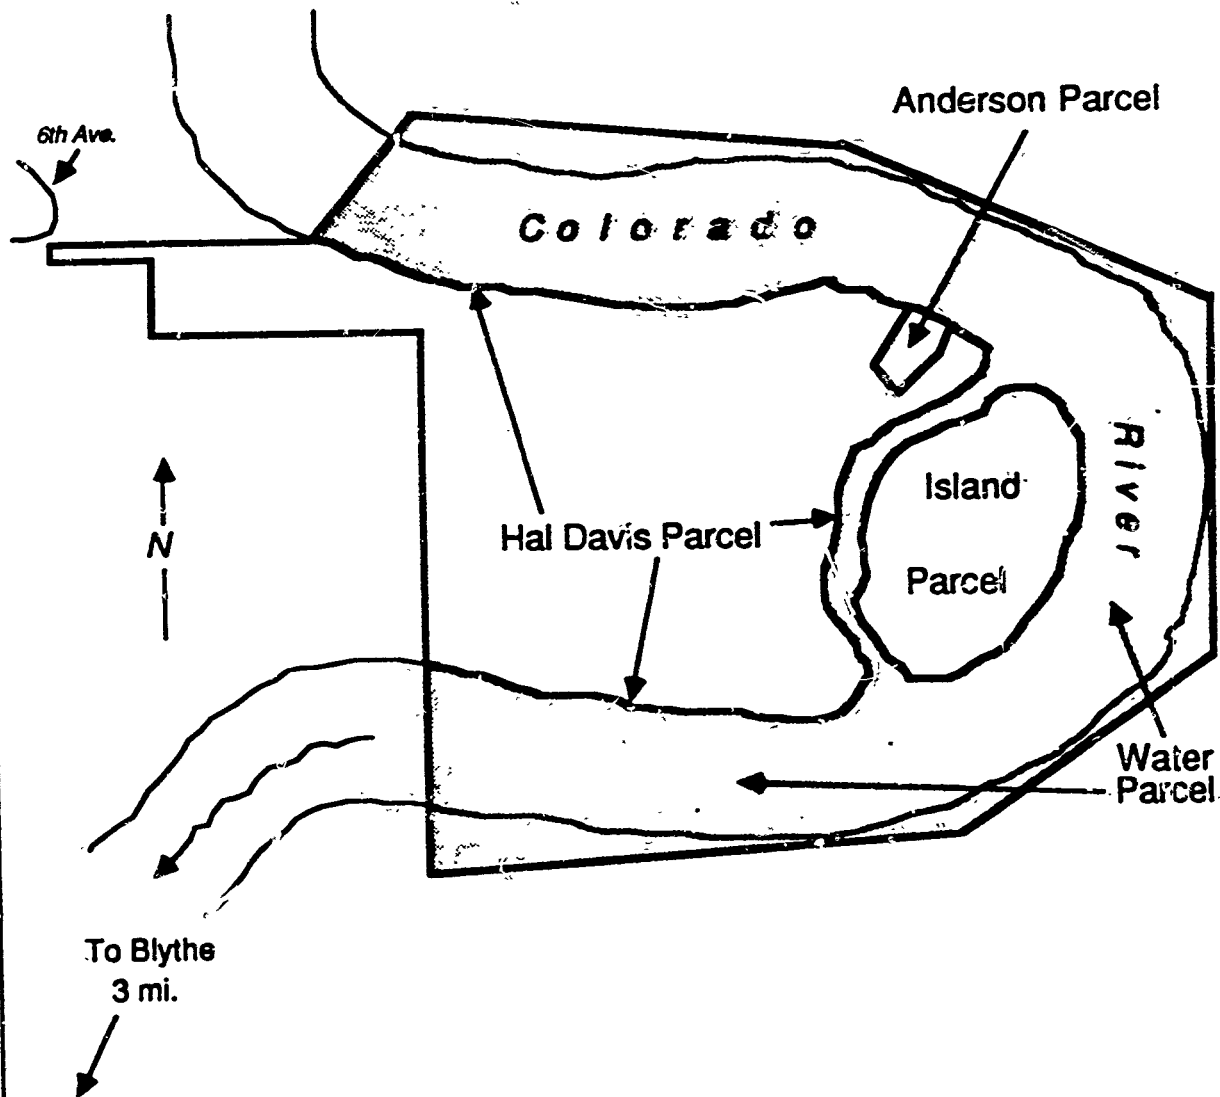 6th Ave.
Anderson Parcel
Colorado
River
Island
Parcel
Hal Davis Parcel
N
Water
Parcel
To Blythe
3 mi.